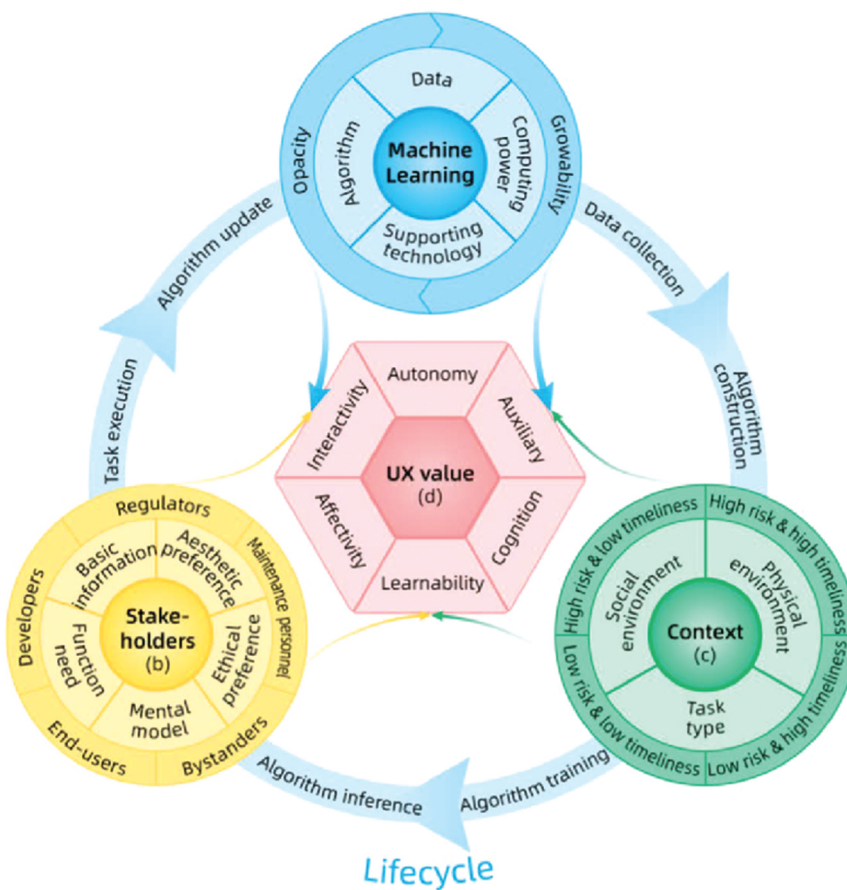 Data
Algorithm
Machine
Learning
Computing
power
Supporting
technology
Opacity
Growability
Algorithm update
Data collection
Task execution
Algorithm
construction
Autonomy
Interactivity
Auxiliary
UX value
(d)
Affectivity
Cognition
Learnability
Regulators
Developers
Maintenance personnel
Basic
information
Aesthetic
preference
Stake-
holders
(b)
Function
need
Ethical
preference
Mental
model
End-users
Bystanders
High risk & low timeliness
High risk & high timeliness
Social
environment
Physical
environment
Context
(c)
Task
type
Low risk & low timeliness
Low risk & high timeliness
Algorithm inference
Algorithm training
Lifecycle